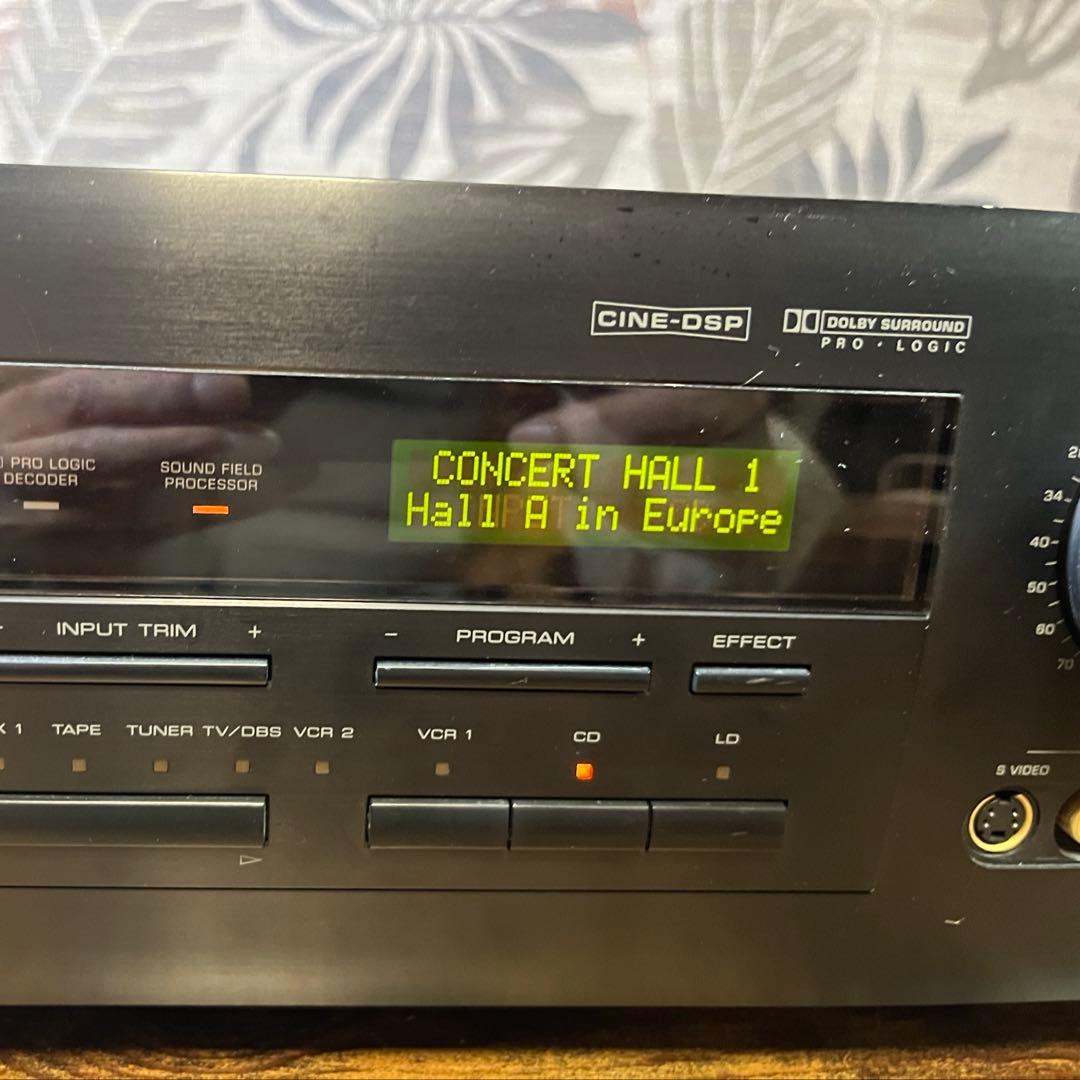 CINE-DSP
DOLBY SURROUND
PRO · LOGIC
PRO LOGIC
DECODER
SOUND FIELD
PROCESSOR
CONCERT HALL 1
Hall A in Europe
INPUT TRIM +
− PROGRAM +
EFFECT
1 TAPE TUNER TV/DBS VCR 2 VCR 1 CD LD
34
40
50
60
70
S VIDEO